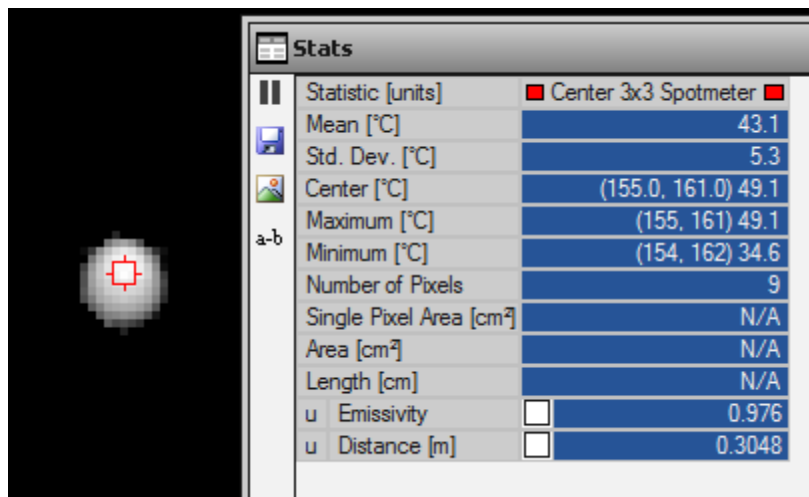 Stats
Statistic [units] Center 3x3 Spotmeter
Mean [°C] 43.1
Std. Dev. [°C] 5.3
Center [°C] (155.0, 161.0) 49.1
Maximum [°C] (155, 161) 49.1
a-b
Minimum [°C] (154, 162) 34.6
Number of Pixels 9
Single Pixel Area [cm²] N/A
Area [cm²] N/A
Length [cm] N/A
u Emissivity 0.976
u Distance [m] 0.3048